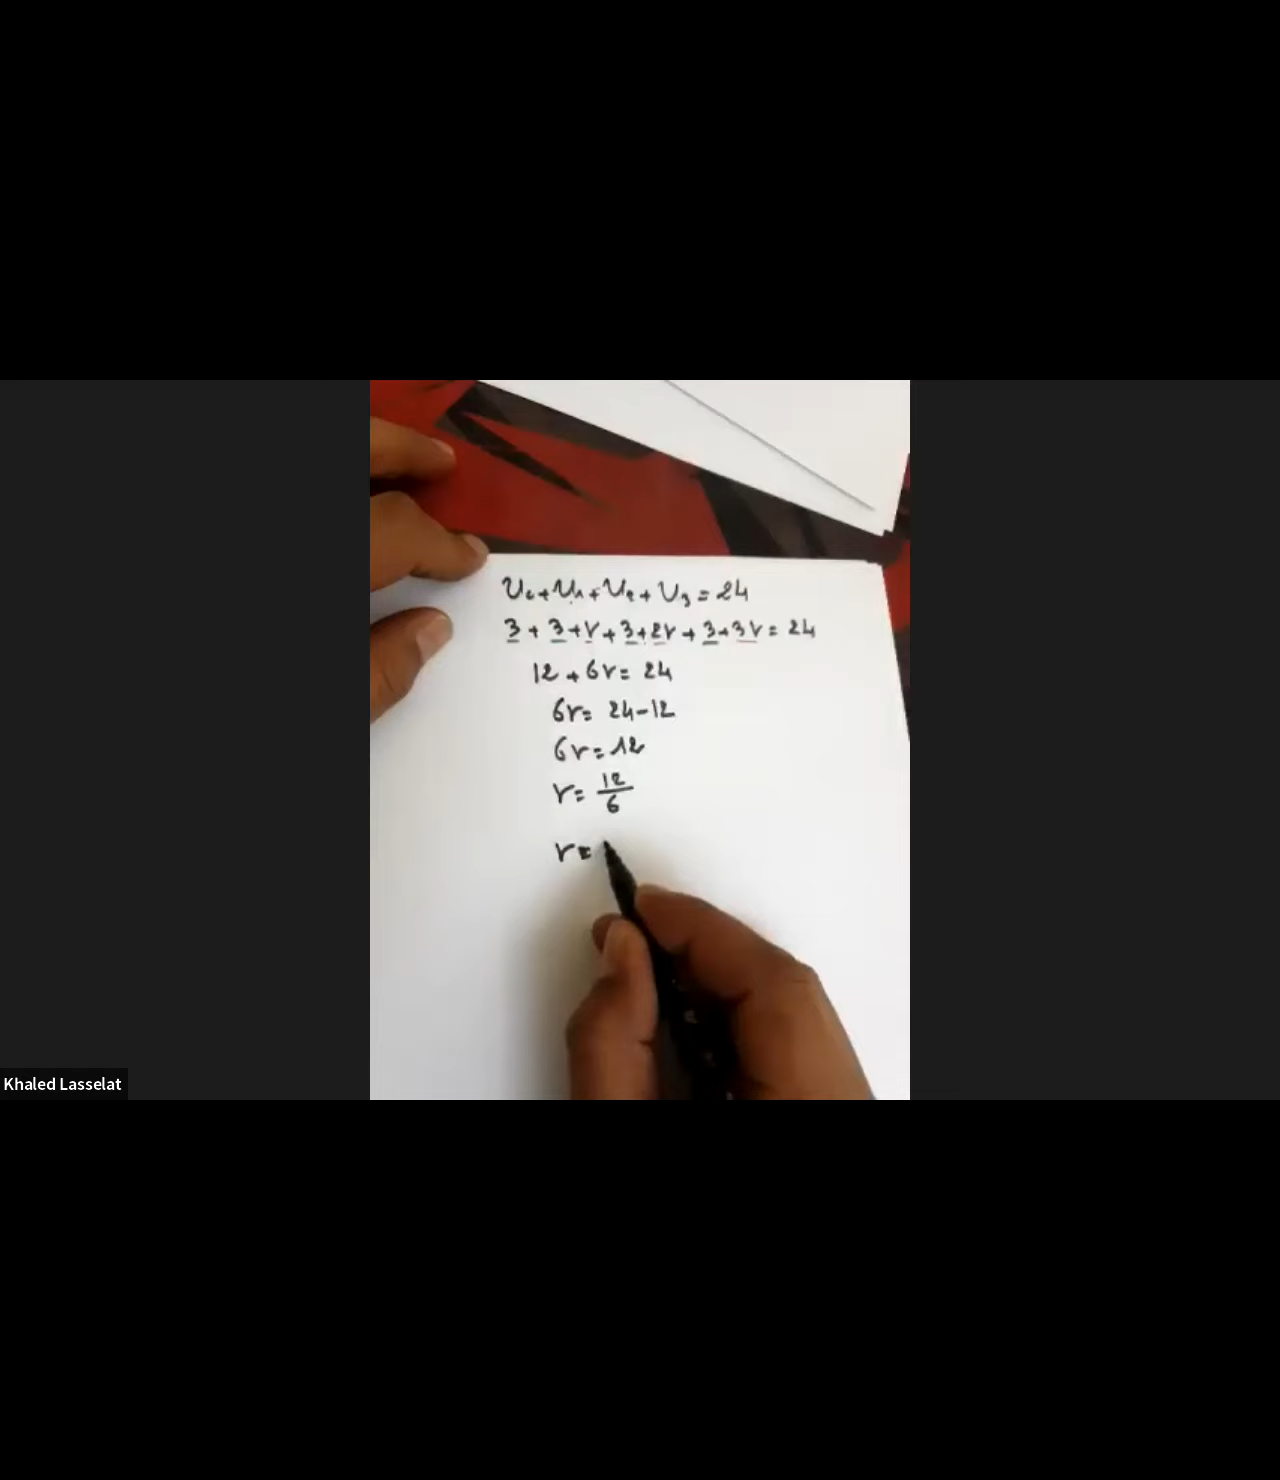 U₀+U₁+U₂+U₃=24
3+3+r+3+2r+3+3r=24
12+6r=24
6r=24-12
6r=12
r=12/6
r=
Khaled Lasselat